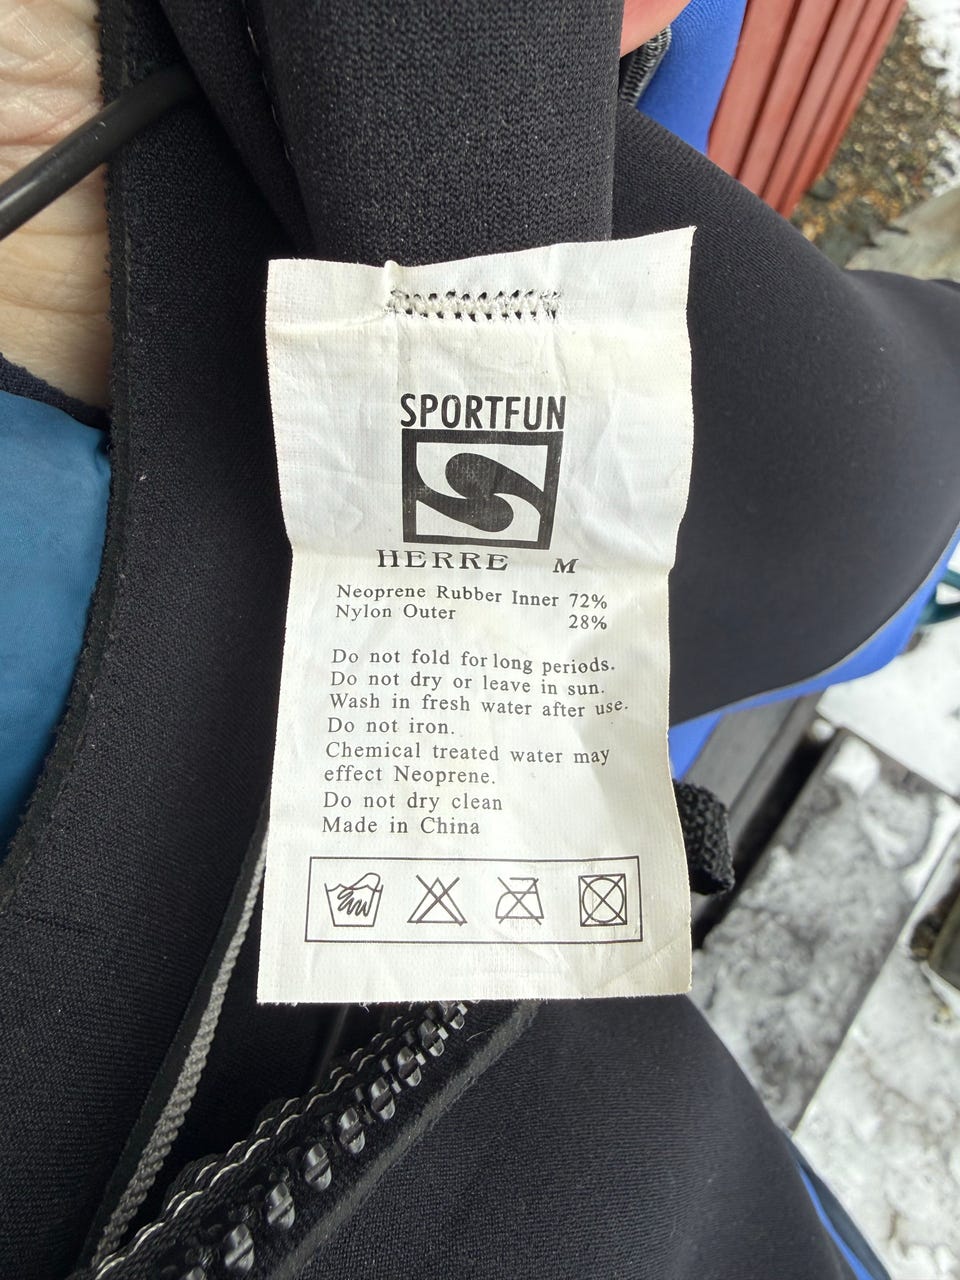 SPORTFUN
HERRE M
Neoprene Rubber Inner 72%
Nylon Outer 28%
Do not fold for long periods.
Do not dry or leave in sun.
Wash in fresh water after use.
Do not iron.
Chemical treated water may
effect Neoprene.
Do not dry clean
Made in China